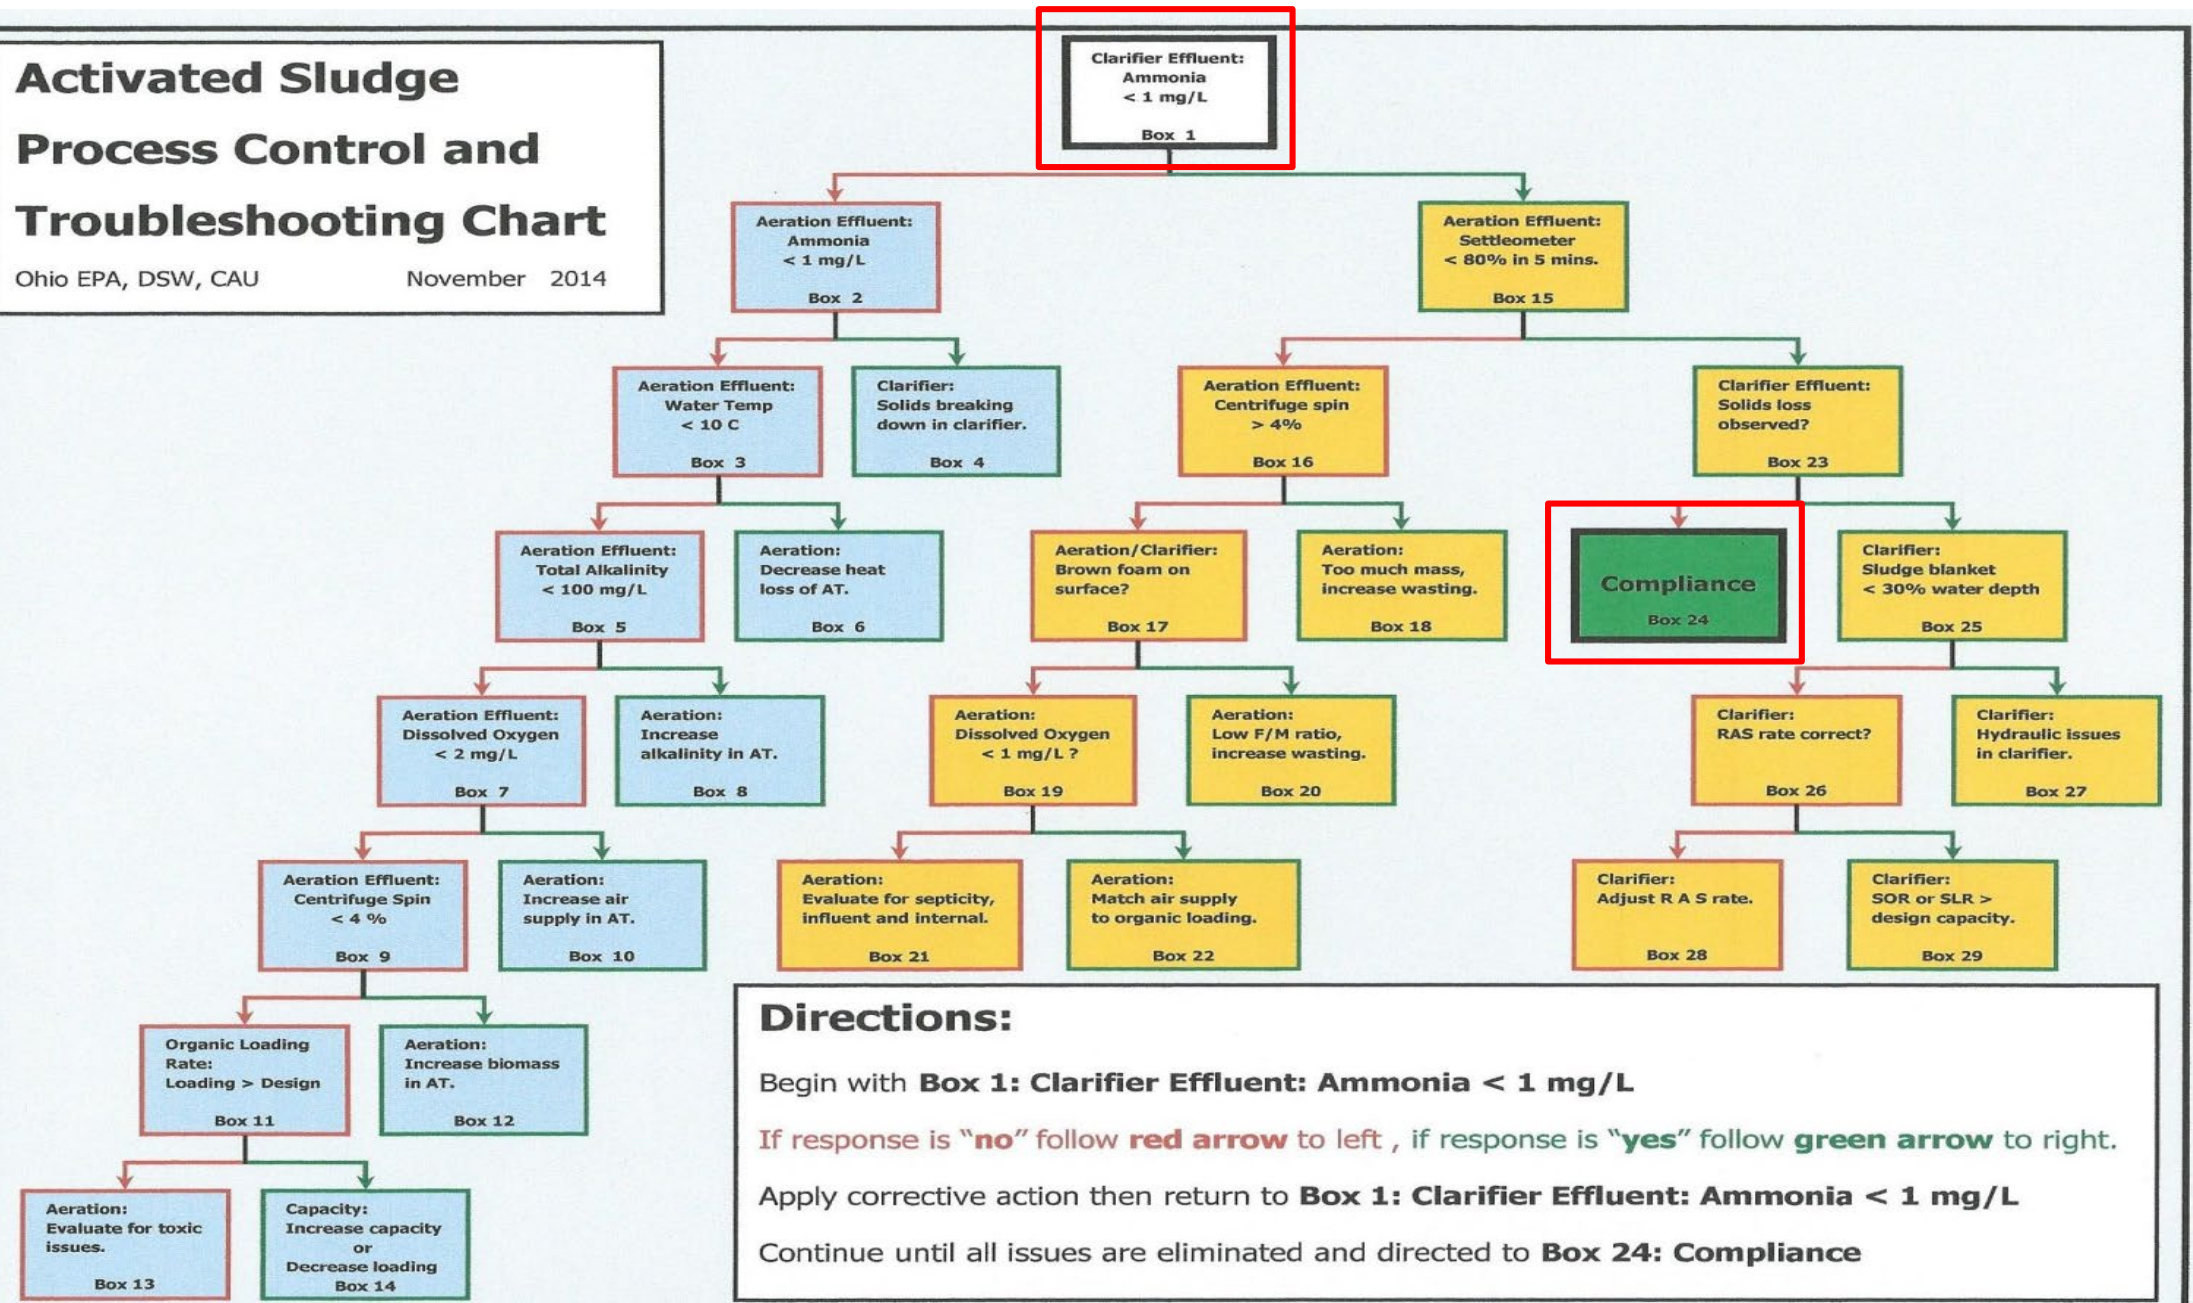 Activated Sludge
Process Control and
Troubleshooting Chart
Ohio EPA, DSW, CAU November 2014
Clarifier Effluent:
Ammonia
< 1 mg/L
Box 1
Aeration Effluent:
Ammonia
< 1 mg/L
Box 2
Aeration Effluent:
Settleometer
< 80% in 5 mins.
Box 15
Aeration Effluent:
Water Temp
< 10 C
Box 3
Clarifier:
Solids breaking
down in clarifier.
Box 4
Aeration Effluent:
Centrifuge spin
> 4%
Box 16
Clarifier Effluent:
Solids loss
observed?
Box 23
Aeration Effluent:
Total Alkalinity
< 100 mg/L
Box 5
Aeration:
Decrease heat
loss of AT.
Box 6
Aeration/Clarifier:
Brown foam on
surface?
Box 17
Aeration:
Too much mass,
increase wasting.
Box 18
Compliance
Box 24
Clarifier:
Sludge blanket
< 30% water depth
Box 25
Aeration Effluent:
Dissolved Oxygen
< 2 mg/L
Box 7
Aeration:
Increase
alkalinity in AT.
Box 8
Aeration:
Dissolved Oxygen
< 1 mg/L ?
Box 19
Aeration:
Low F/M ratio,
increase wasting.
Box 20
Clarifier:
RAS rate correct?
Box 26
Clarifier:
Hydraulic issues
in clarifier.
Box 27
Aeration Effluent:
Centrifuge Spin
< 4 %
Box 9
Aeration:
Increase air
supply in AT.
Box 10
Aeration:
Evaluate for septicity,
influent and internal.
Box 21
Aeration:
Match air supply
to organic loading.
Box 22
Clarifier:
Adjust R A S rate.
Box 28
Clarifier:
SOR or SLR >
design capacity.
Box 29
Organic Loading
Rate:
Loading > Design
Box 11
Aeration:
Increase biomass
in AT.
Box 12
Aeration:
Evaluate for toxic
issues.
Box 13
Capacity:
Increase capacity
or
Decrease loading
Box 14
Directions:
Begin with Box 1: Clarifier Effluent: Ammonia < 1 mg/L
If response is “no” follow red arrow to left , if response is “yes” follow green arrow to right.
Apply corrective action then return to Box 1: Clarifier Effluent: Ammonia < 1 mg/L
Continue until all issues are eliminated and directed to Box 24: Compliance